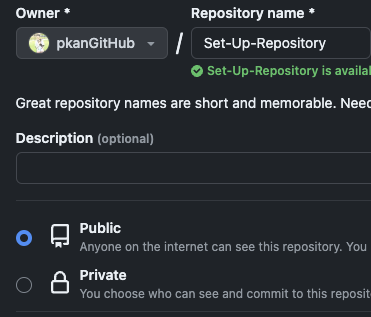 Owner * Repository name *
pkanGitHub / Set-Up-Repository
Set-Up-Repository is availa
Great repository names are short and memorable. Need
Description (optional)
Public
Anyone on the internet can see this repository. You
Private
You choose who can see and commit to this reposit